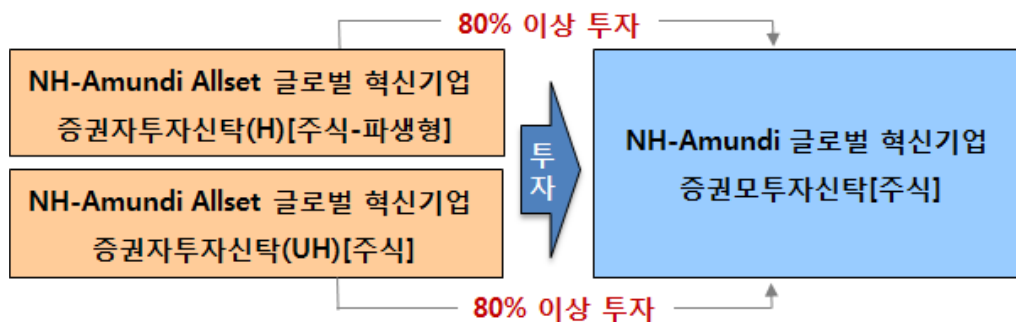 80% 이상 투자
NH-Amundi Allset 글로벌 혁신기업
증권자투자신탁(H)[주식-파생형]
NH-Amundi Allset 글로벌 혁신기업
증권자투자신탁(UH)[주식]
투
자
NH-Amundi 글로벌 혁신기업
증권모투자신탁[주식]
80% 이상 투자